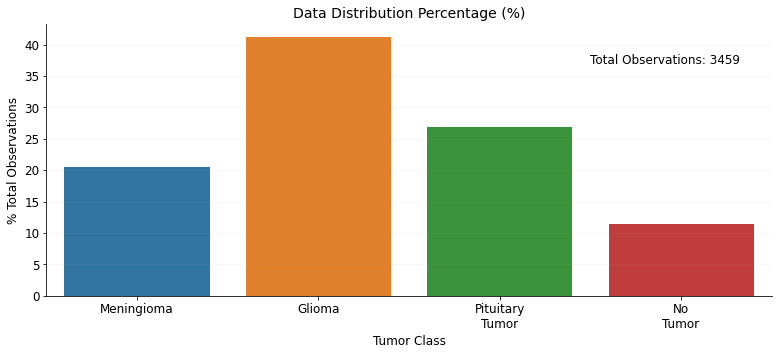 Data Distribution Percentage (%)
Total Observations: 3459
% Total Observations
40
35
30
25
20
15
10
5
0
Meningioma
Glioma
Pituitary
Tumor
No
Tumor
Tumor Class